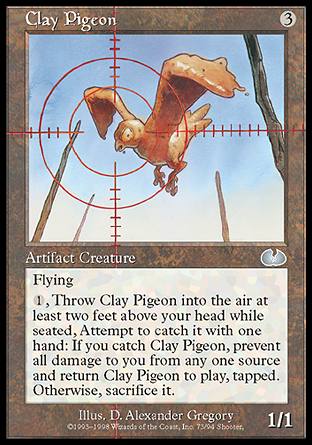 Clay Pigeon 3
Artifact Creature
Flying
1, Throw Clay Pigeon into the air at
least two feet above your head while
seated, Attempt to catch it with one
hand: If you catch Clay Pigeon, prevent
all damage to you from any one source
and return Clay Pigeon to play, tapped.
Otherwise, sacrifice it.
Illus. D. Alexander Gregory
1/1
©1993–1998 Wizards of the Coast, Inc. 73/94 Shooter,